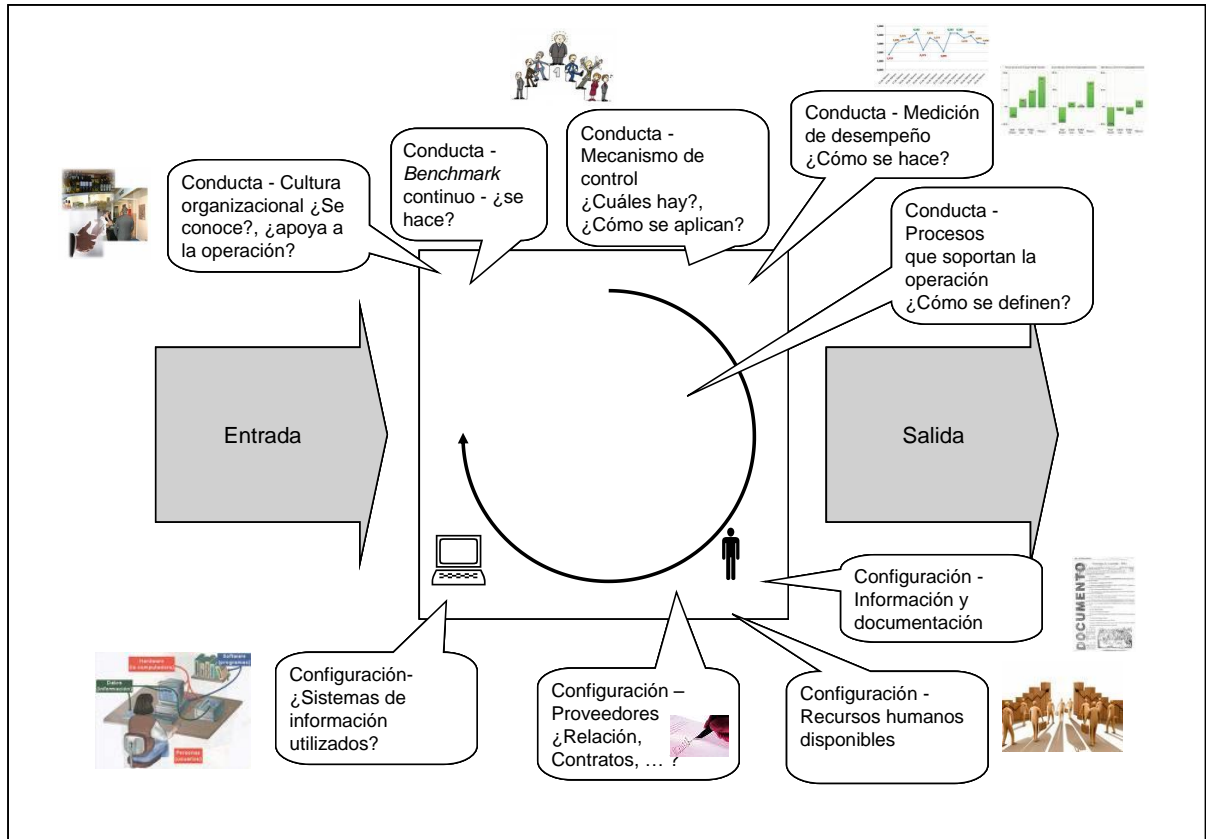 Conducta - Cultura
organizacional ¿Se
conoce?, ¿apoya a
la operación?
Conducta -
Benchmark
continuo - ¿se
hace?
Conducta -
Mecanismo de
control
¿Cuáles hay?,
¿Cómo se aplican?
Conducta - Medición
de desempeño
¿Cómo se hace?
Conducta -
Procesos
que soportan la
operación
¿Cómo se definen?
Entrada
Salida
Configuración -
Información y
documentación
DOCUMENTO
Configuración-
¿Sistemas de
información
utilizados?
Configuración –
Proveedores
¿Relación,
Contratos, … ?
Configuración -
Recursos humanos
disponibles